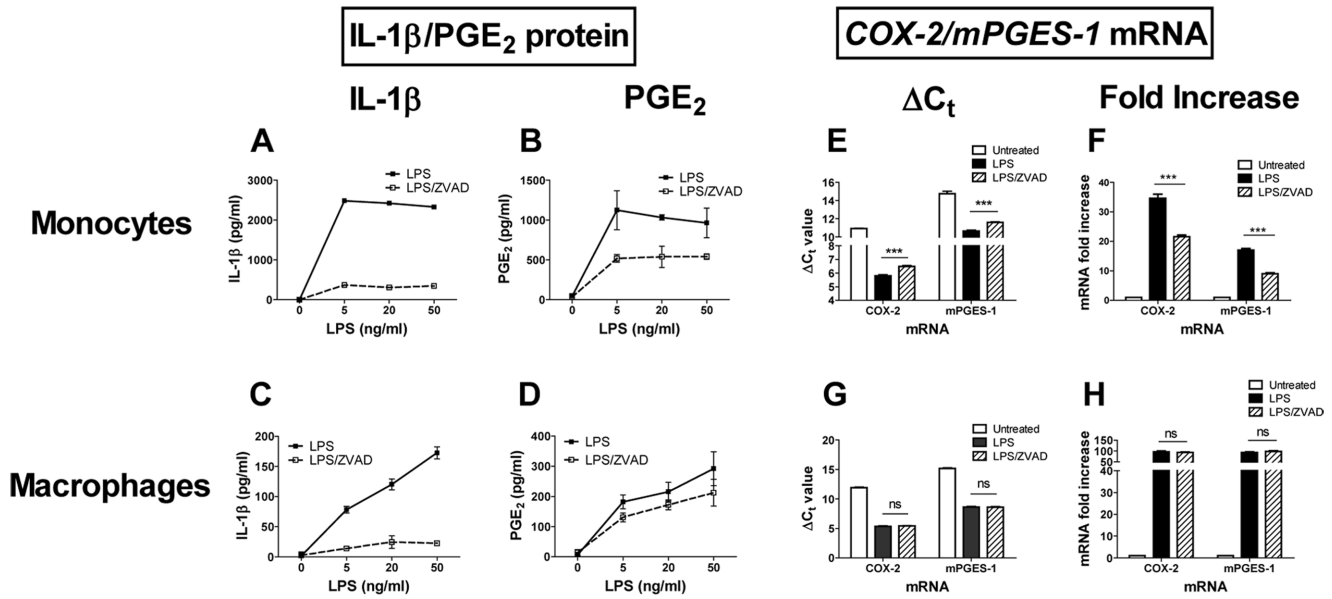 IL-1β/PGE₂ protein
COX-2/mPGES-1 mRNA
IL-1β
PGE₂
ΔCₜ
Fold Increase
Monocytes
A
LPS
LPS/ZVAD
3000
2500
2000
1500
1000
500
0
IL-1β (pg/ml)
0 5 20 50
LPS (ng/ml)
B
LPS
LPS/ZVAD
1500
1000
500
0
PGE₂ (pg/ml)
0 5 20 50
LPS (ng/ml)
E
Untreated
LPS
LPS/ZVAD
16
14
12
10
8
7
6
5
4
ΔCₜ value
***
***
COX-2 mPGES-1
mRNA
F
Untreated
LPS
LPS/ZVAD
40
30
20
10
0
mRNA fold increase
***
***
COX-2 mPGES-1
mRNA
Macrophages
C
LPS
LPS/ZVAD
200
150
100
50
0
IL-1β (pg/ml)
0 5 20 50
LPS (ng/ml)
D
LPS
LPS/ZVAD
400
300
200
100
0
PGE₂ (pg/ml)
0 5 20 50
LPS (ng/ml)
G
Untreated
LPS
LPS/ZVAD
20
15
10
5
0
ΔCₜ value
ns
ns
COX-2 mPGES-1
mRNA
H
Untreated
LPS
LPS/ZVAD
150
100
50
40
30
20
10
0
mRNA fold increase
ns
ns
COX-2 mPGES-1
mRNA